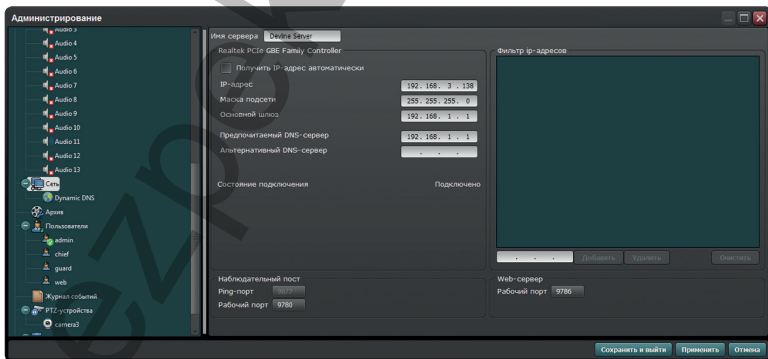 Администрирование
Audio 3
Audio 4
Audio 5
Audio 6
Audio 7
Audio 8
Audio 9
Audio 10
Audio 11
Audio 12
Audio 13
Сеть
Dynamic DNS
Архив
Пользователи
admin
chief
guard
web
Журнал событий
PTZ-устройства
camera3
Имя сервера Devline Server
Realtek PCIe GBE Family Controller
Получить IP-адрес автоматически
IP-адрес 192. 168. 3 . 138
Маска подсети 255. 255. 255. 0
Основной шлюз 192. 168. 1 . 1
Предпочитаемый DNS-сервер 192. 168. 1 . 1
Альтернативный DNS-сервер . . .
Состояние подключения Подключено
Наблюдательный пост
Ping-порт 9877
Рабочий порт 9780
Фильтр ip-адресов
. . . Добавить Удалить Очистить
Web-сервер
Рабочий порт 9786
Сохранить и выйти Применить Отмена